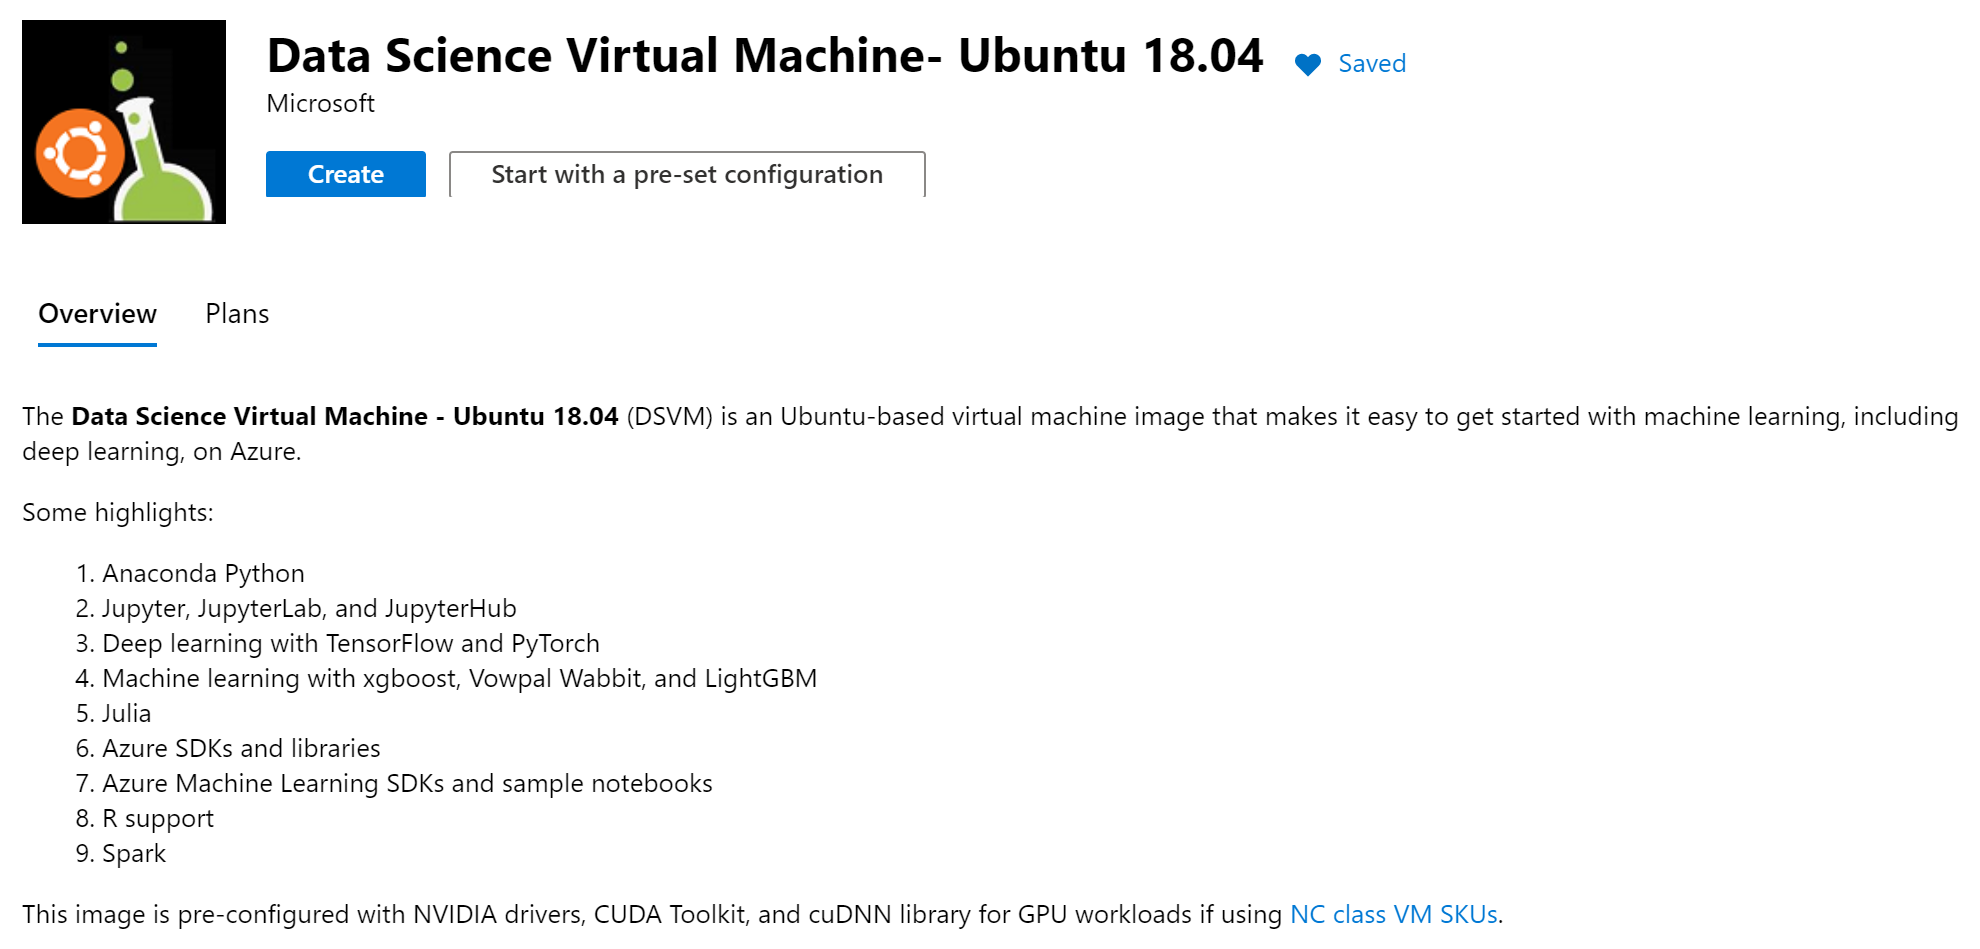 Data Science Virtual Machine- Ubuntu 18.04
Saved
Microsoft
Create
Start with a pre-set configuration
Overview
Plans
The Data Science Virtual Machine - Ubuntu 18.04 (DSVM) is an Ubuntu-based virtual machine image that makes it easy to get started with machine learning, including
deep learning, on Azure.
Some highlights:
1. Anaconda Python
2. Jupyter, JupyterLab, and JupyterHub
3. Deep learning with TensorFlow and PyTorch
4. Machine learning with xgboost, Vowpal Wabbit, and LightGBM
5. Julia
6. Azure SDKs and libraries
7. Azure Machine Learning SDKs and sample notebooks
8. R support
9. Spark
This image is pre-configured with NVIDIA drivers, CUDA Toolkit, and cuDNN library for GPU workloads if using NC class VM SKUs.